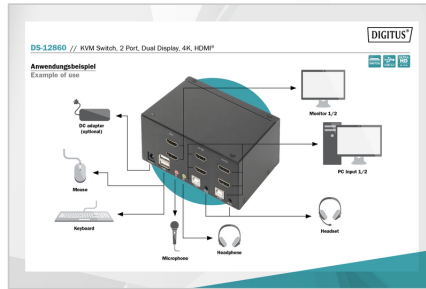 DIGITUS®
DS-12860 // KVM Switch, 2 Port, Dual Display, 4K, HDMI®
Anwendungsbeispiel
Example of use
DC adapter
(optional)
Monitor 1/2
PC Input 1/2
Mouse
Keyboard
Microphone
Headphone
Headset